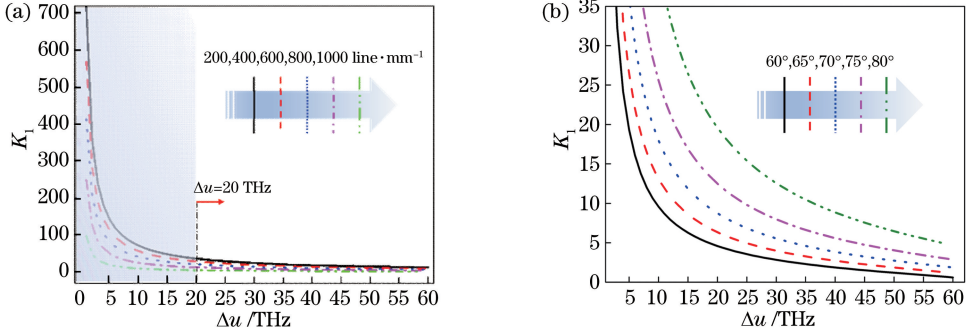 (a)
K₁
700
600
500
400
300
200
100
0
200,400,600,800,1000 line·mm⁻¹
Δu=20 THz
0 5 10 15 20 25 30 35 40 45 50 55 60
Δu /THz
(b)
K₁
35
30
25
20
15
10
5
0
60°,65°,70°,75°,80°
5 10 15 20 25 30 35 40 45 50 55 60
Δu /THz